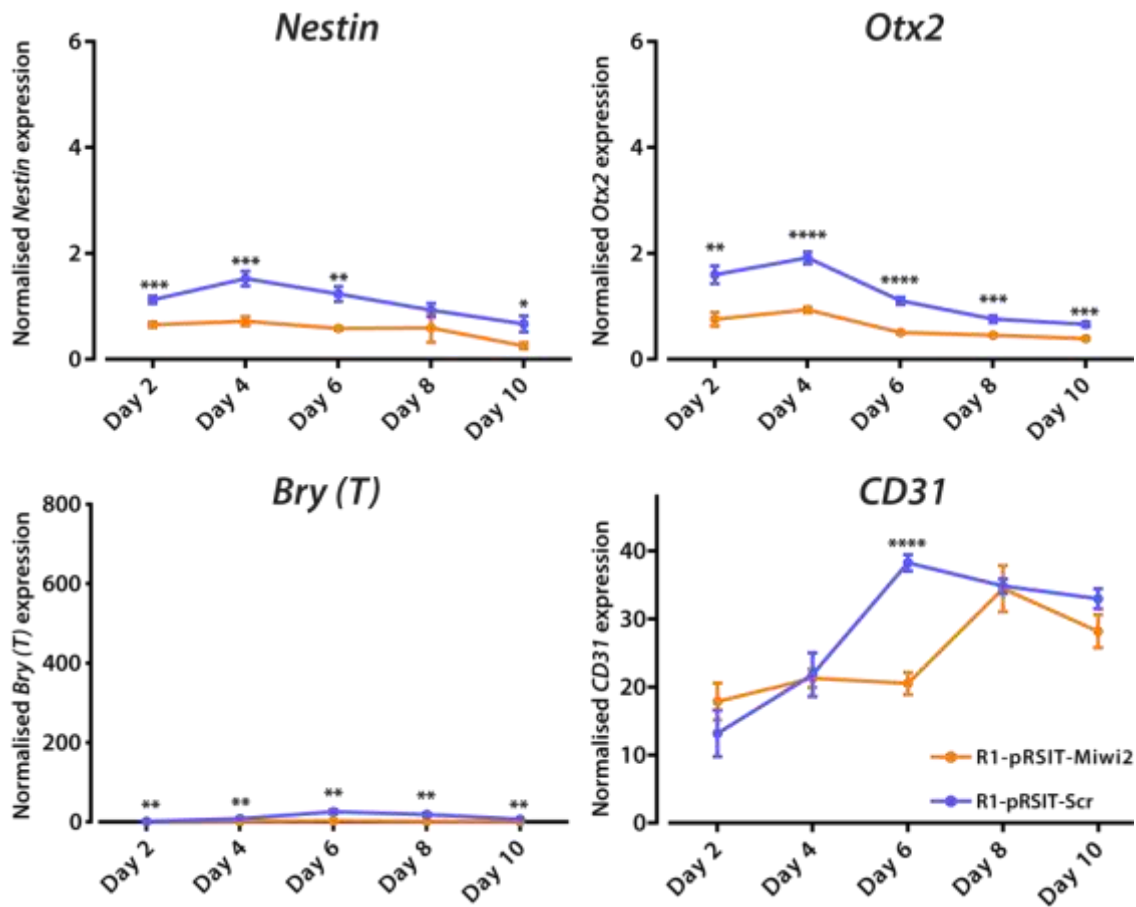 Nestin
Normalised Nestin expression
6
4
2
0
***
***
**
*
Day 2
Day 4
Day 6
Day 8
Day 10
Otx2
Normalised Otx2 expression
6
4
2
0
**
****
****
***
***
Day 2
Day 4
Day 6
Day 8
Day 10
Bry (T)
Normalised Bry (T) expression
800
600
400
200
0
**
**
**
**
**
Day 2
Day 4
Day 6
Day 8
Day 10
CD31
Normalised CD31 expression
40
30
20
10
0
****
R1-pRSIT-Miwi2
R1-pRSIT-Scr
Day 2
Day 4
Day 6
Day 8
Day 10